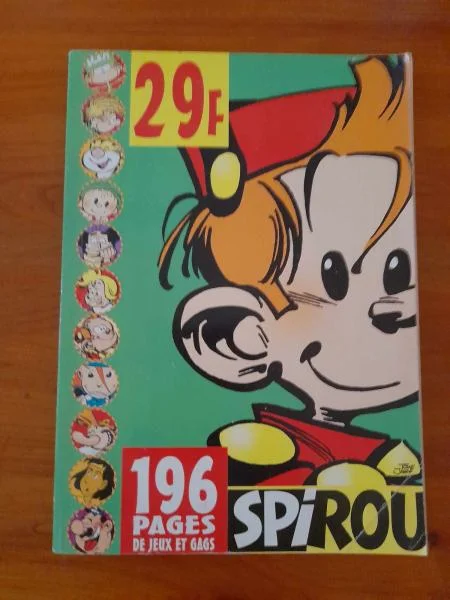 29F
196
PAGES
DE JEUX ET GAGS
SPiROU